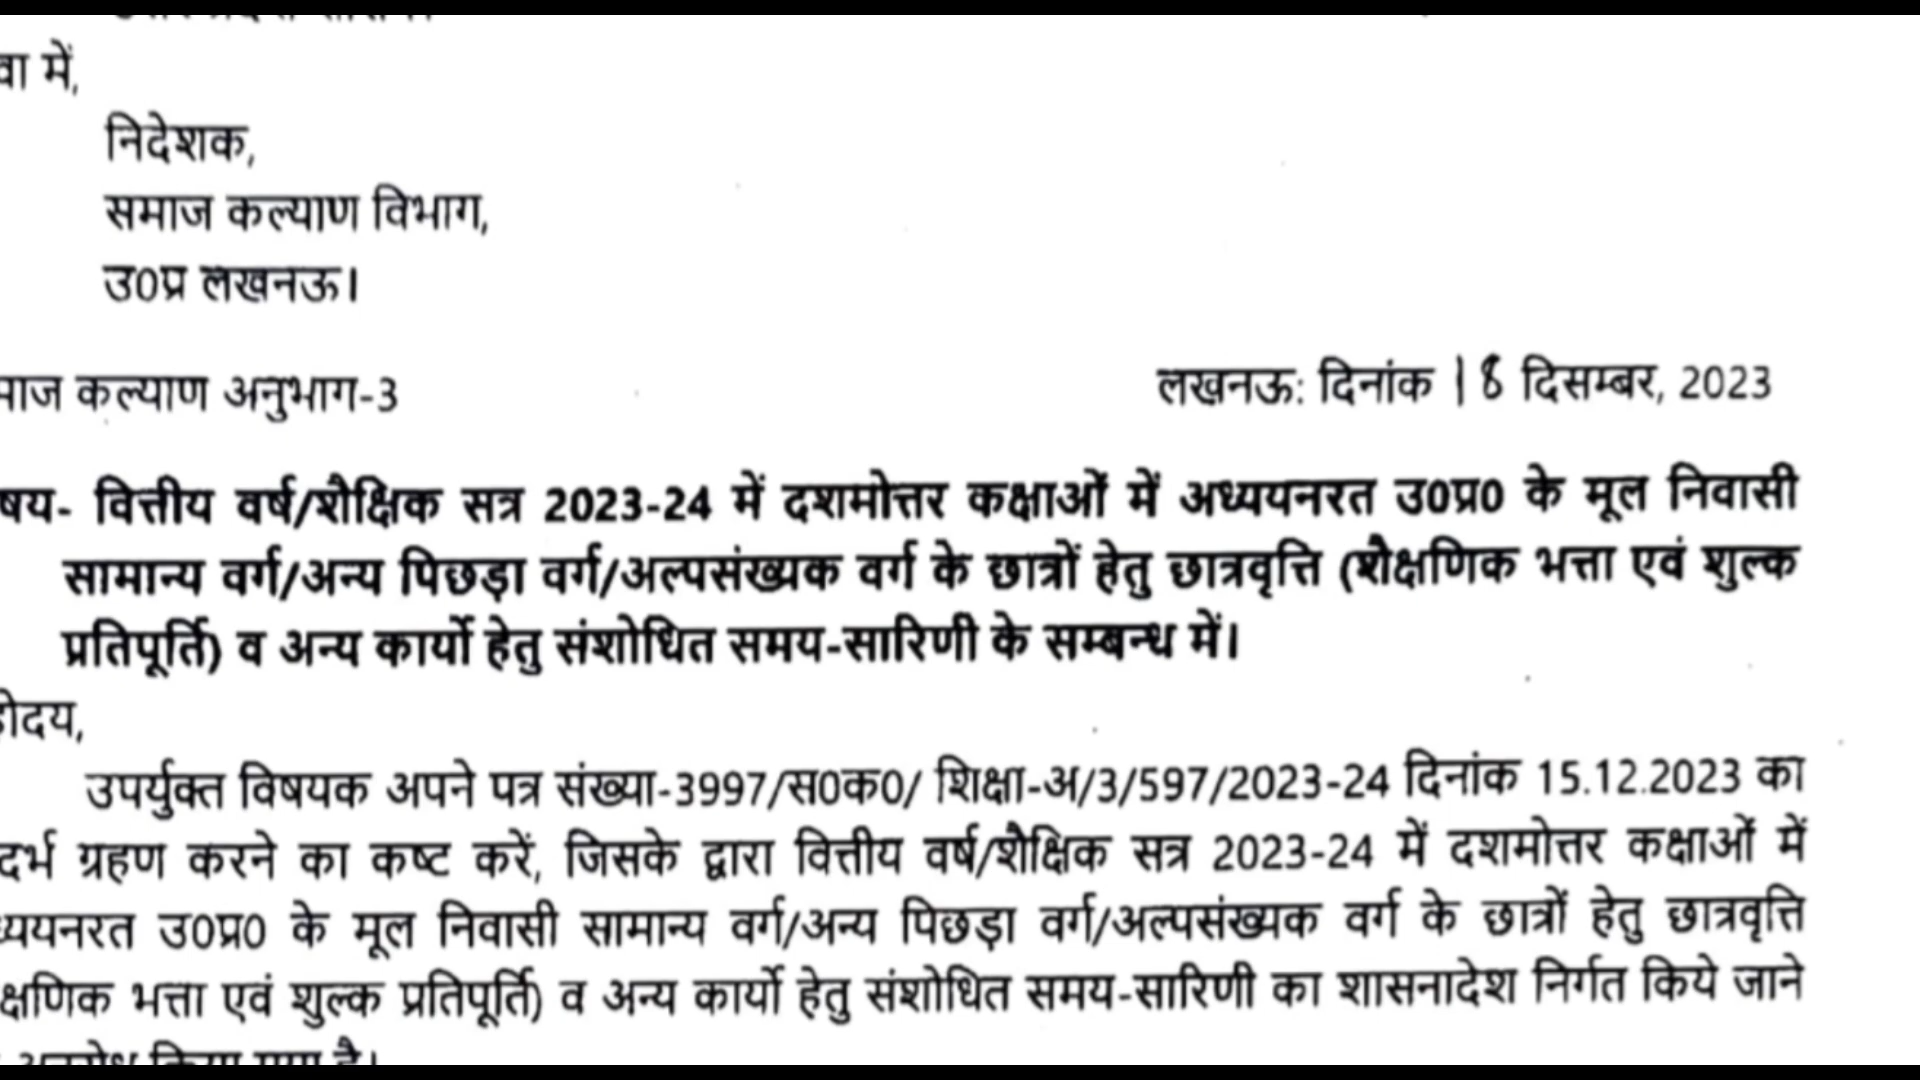 वा में,
निदेशक,
समाज कल्याण विभाग,
उ0प्र लखनऊ।
माज कल्याण अनुभाग-3 लखनऊ: दिनांक 18 दिसम्बर, 2023
षय- वित्तीय वर्ष/शैक्षिक सत्र 2023-24 में दशमोत्तर कक्षाओं में अध्ययनरत उ0प्र0 के मूल निवासी
सामान्य वर्ग/अन्य पिछड़ा वर्ग/अल्पसंख्यक वर्ग के छात्रों हेतु छात्रवृत्ति (शैक्षणिक भत्ता एवं शुल्क
प्रतिपूर्ति) व अन्य कार्यो हेतु संशोधित समय-सारिणी के सम्बन्ध में।
होदय,
उपर्युक्त विषयक अपने पत्र संख्या-3997/स0क0/ शिक्षा-अ/3/597/2023-24 दिनांक 15.12.2023 का
दर्भ ग्रहण करने का कष्ट करें, जिसके द्वारा वित्तीय वर्ष/शैक्षिक सत्र 2023-24 में दशमोत्तर कक्षाओं में
ध्ययनरत उ0प्र0 के मूल निवासी सामान्य वर्ग/अन्य पिछड़ा वर्ग/अल्पसंख्यक वर्ग के छात्रों हेतु छात्रवृत्ति
क्षणिक भत्ता एवं शुल्क प्रतिपूर्ति) व अन्य कार्यो हेतु संशोधित समय-सारिणी का शासनादेश निर्गत किये जाने